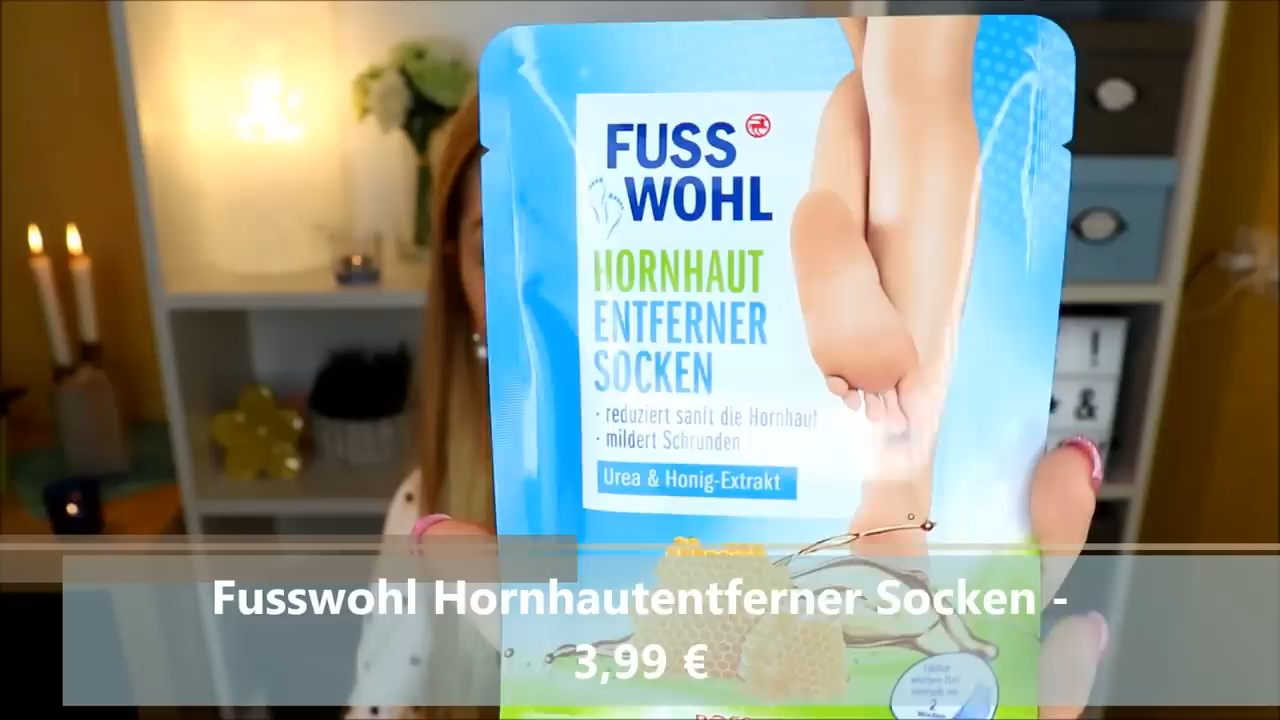 FUSS
WOHL
HORNHAUT
ENTFERNER
SOCKEN
· reduziert sanft die Hornhaut
· mildert Schrunden
Urea & Honig-Extrakt
!
&
Fusswohl Hornhautentferner Socken -
3,99 €
2